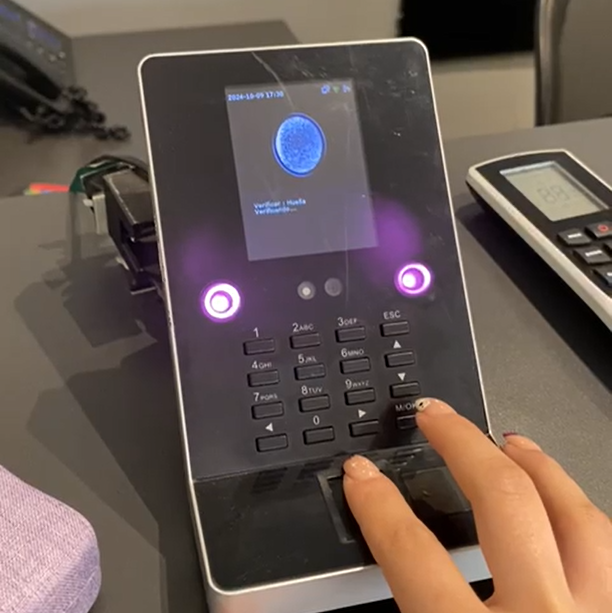 2024-10-09 17:30
Verificar : Huella
Verificando...
1 2ABC 3DEF ESC
4GHI 5JKL 6MNO ▲
7PQRS 8TUV 9WXYZ ▼
◀ 0 ▶ M/OK